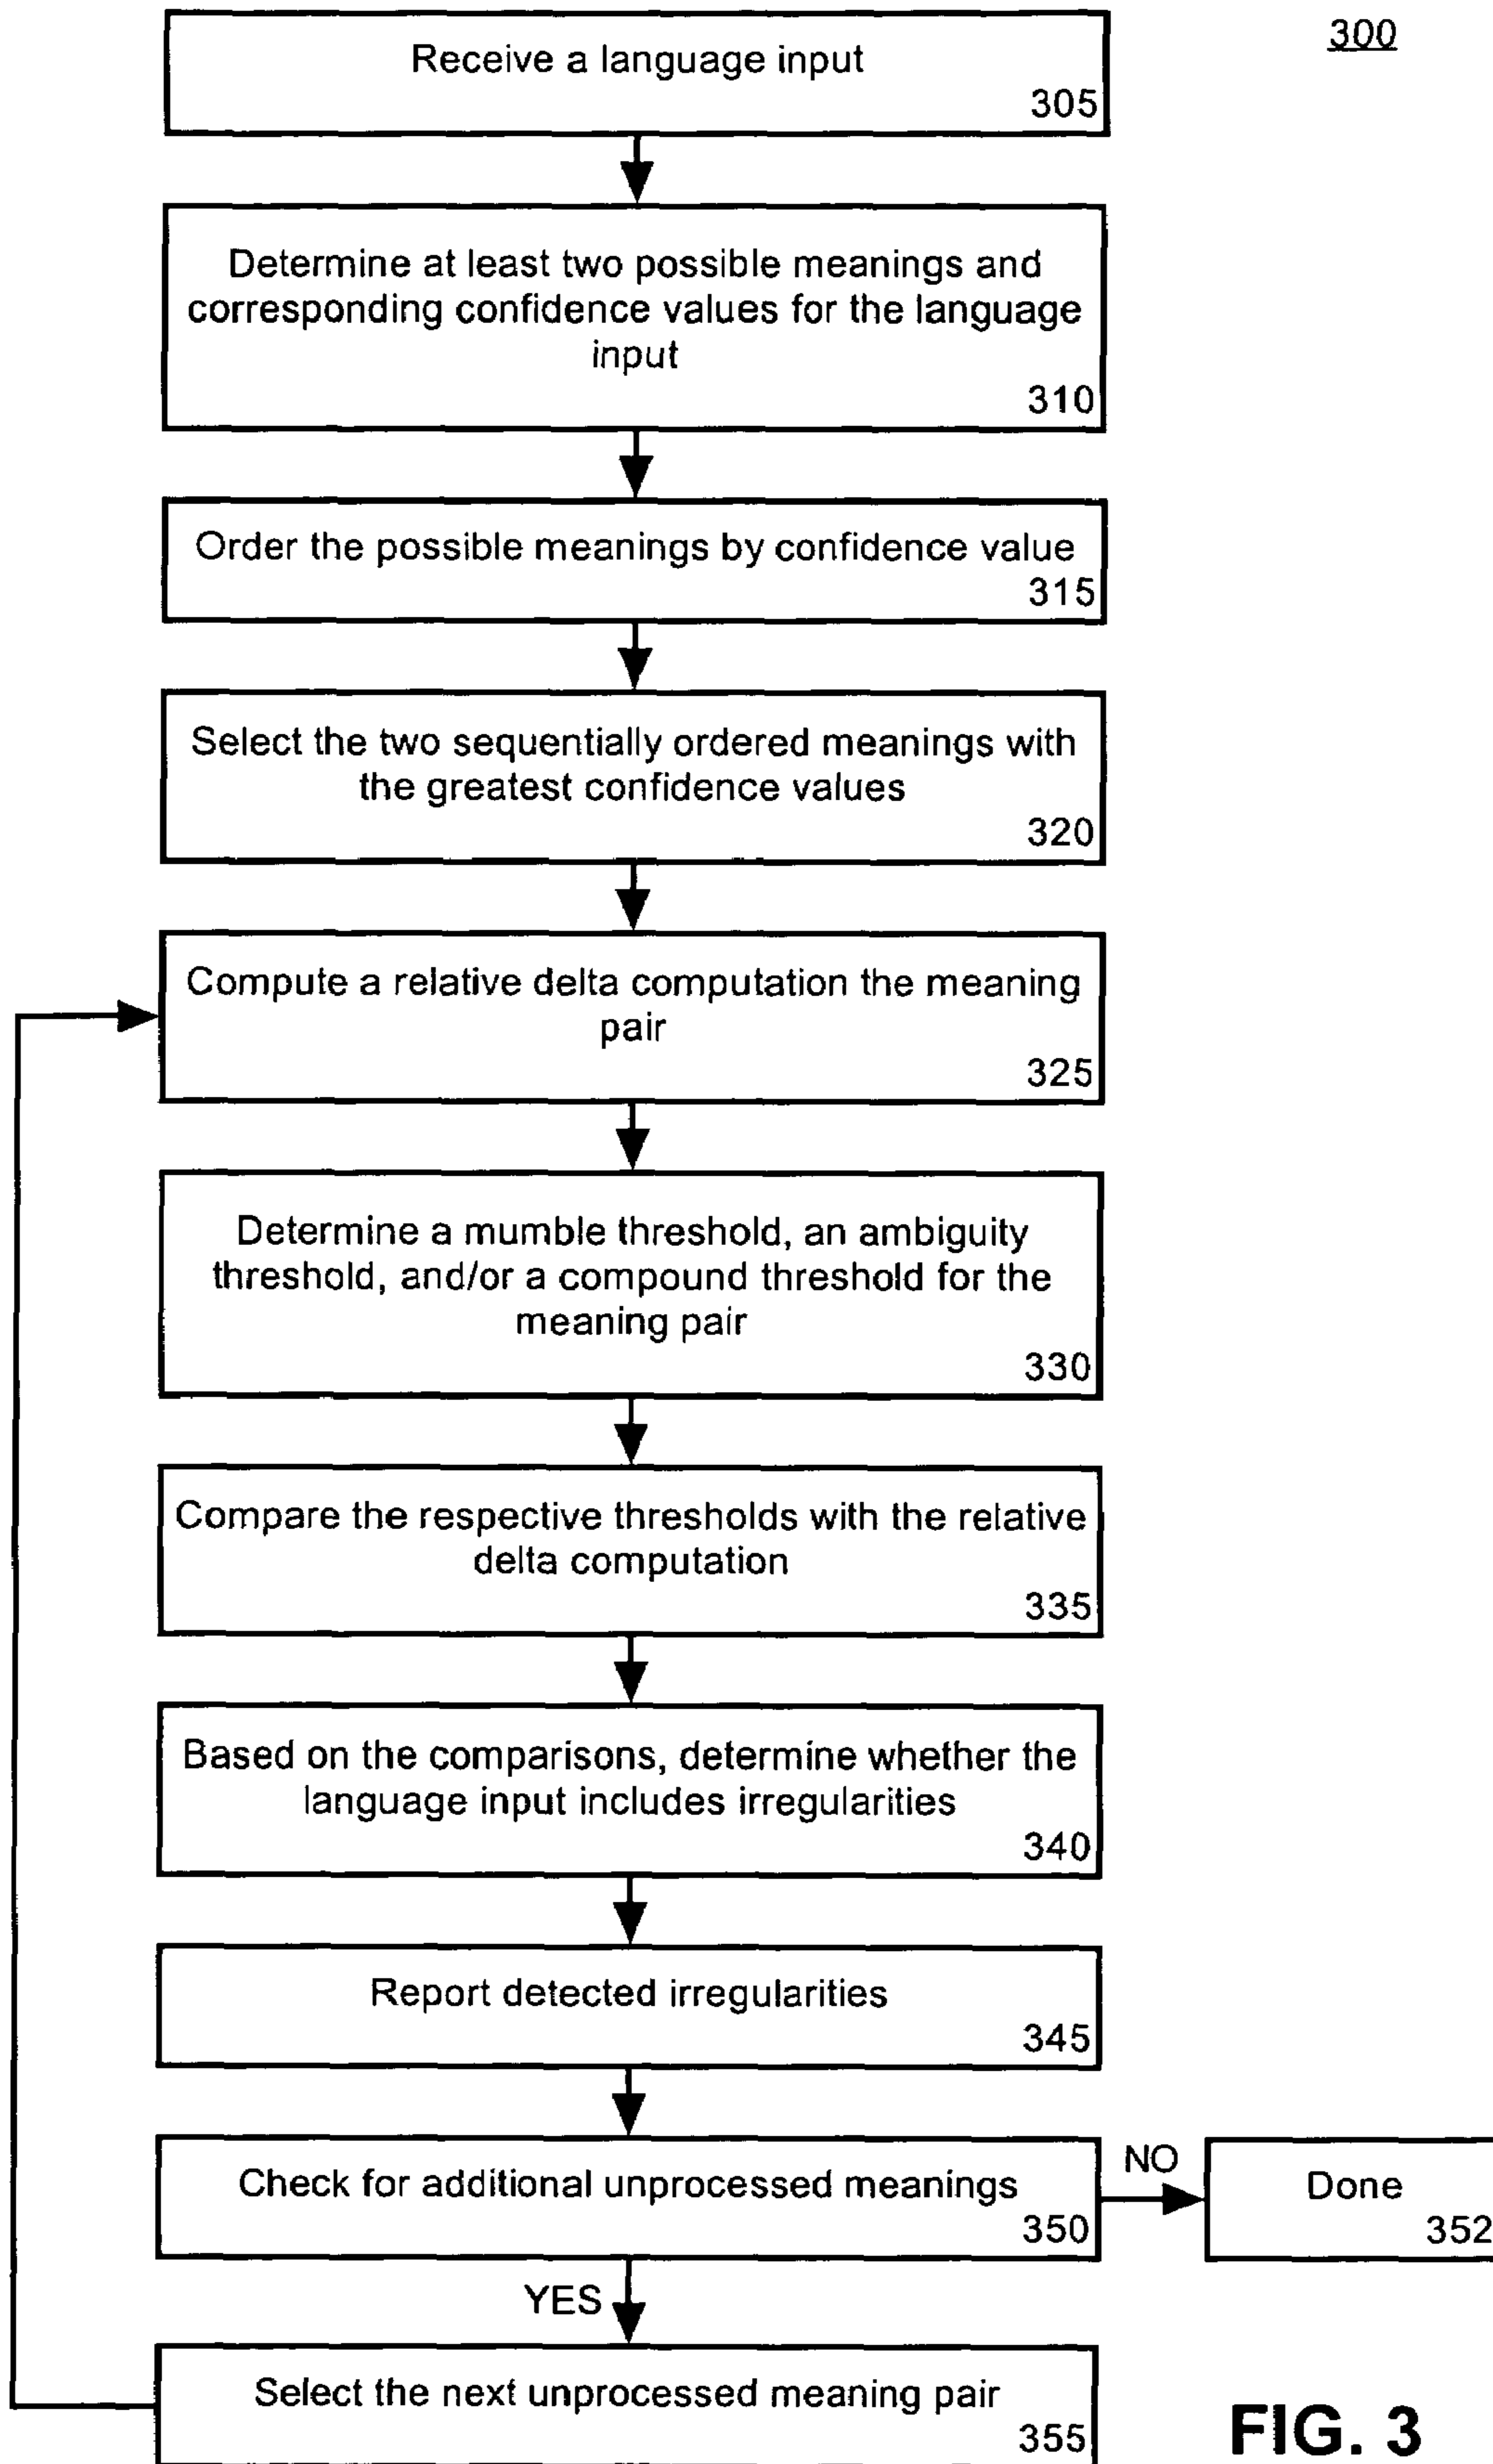 300
Receive a language input
305
Determine at least two possible meanings and
corresponding confidence values for the language
input
310
Order the possible meanings by confidence value
315
Select the two sequentially ordered meanings with
the greatest confidence values
320
Compute a relative delta computation the meaning
pair
325
Determine a mumble threshold, an ambiguity
threshold, and/or a compound threshold for the
meaning pair
330
Compare the respective thresholds with the relative
delta computation
335
Based on the comparisons, determine whether the
language input includes irregularities
340
Report detected irregularities
345
Check for additional unprocessed meanings
350
NO
Done
352
YES
Select the next unprocessed meaning pair
355
FIG. 3